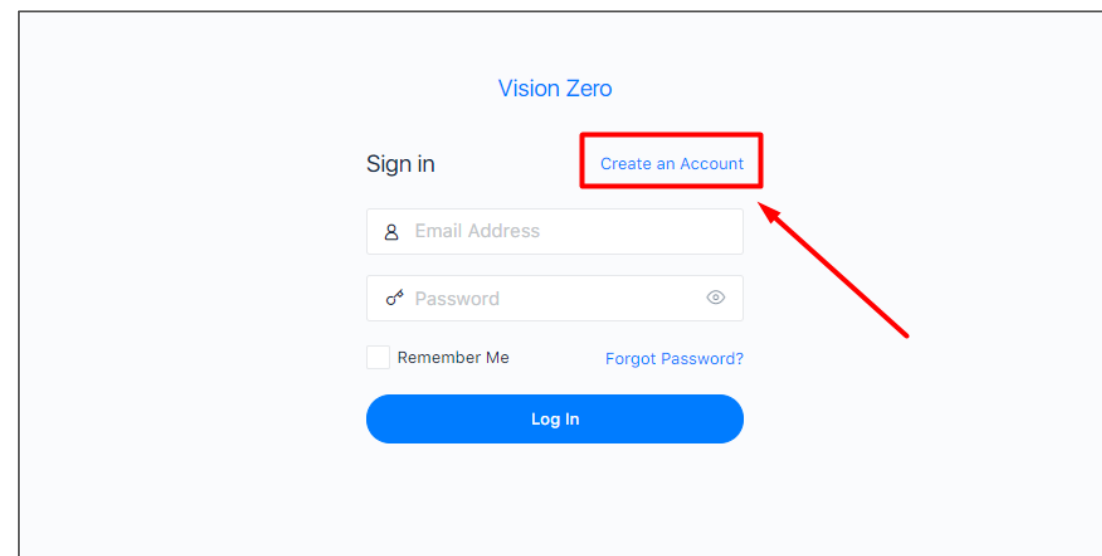 Vision Zero
Sign in
Create an Account
Email Address
Password
Remember Me
Forgot Password?
Log In